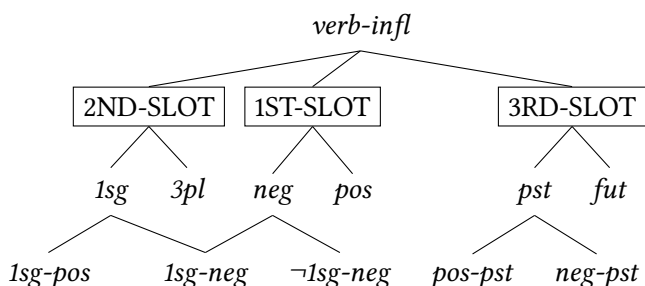 verb-infl
2ND-SLOT 1ST-SLOT 3RD-SLOT
1sg 3pl neg pos pst fut
1sg-pos 1sg-neg ¬1sg-neg pos-pst neg-pst